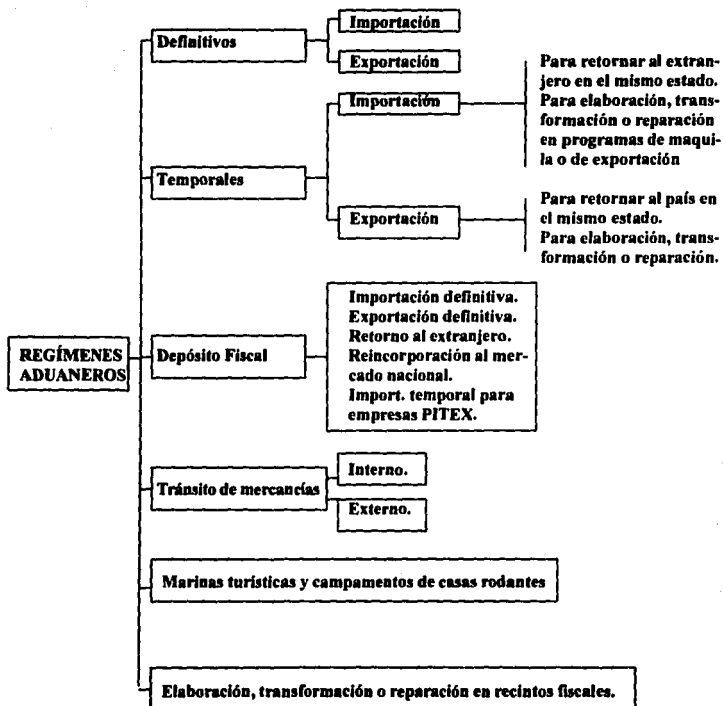 REGÍMENES
ADUANEROS
Definitivos
Importación
Exportación
Temporales
Importación
Para retornar al extran-
jero en el mismo estado.
Para elaboración, trans-
formación o reparación
en programas de maqui-
la o de exportación
Exportación
Para retornar al país en
el mismo estado.
Para elaboración, trans-
formación o reparación.
Depósito Fiscal
Importación definitiva.
Exportación definitiva.
Retorno al extranjero.
Reincorporación al mer-
cado nacional.
Import. temporal para
empresas PITEX.
Tránsito de mercancías
Interno.
Externo.
Marinas turísticas y campamentos de casas rodantes
Elaboración, transformación o reparación en recintos fiscales.